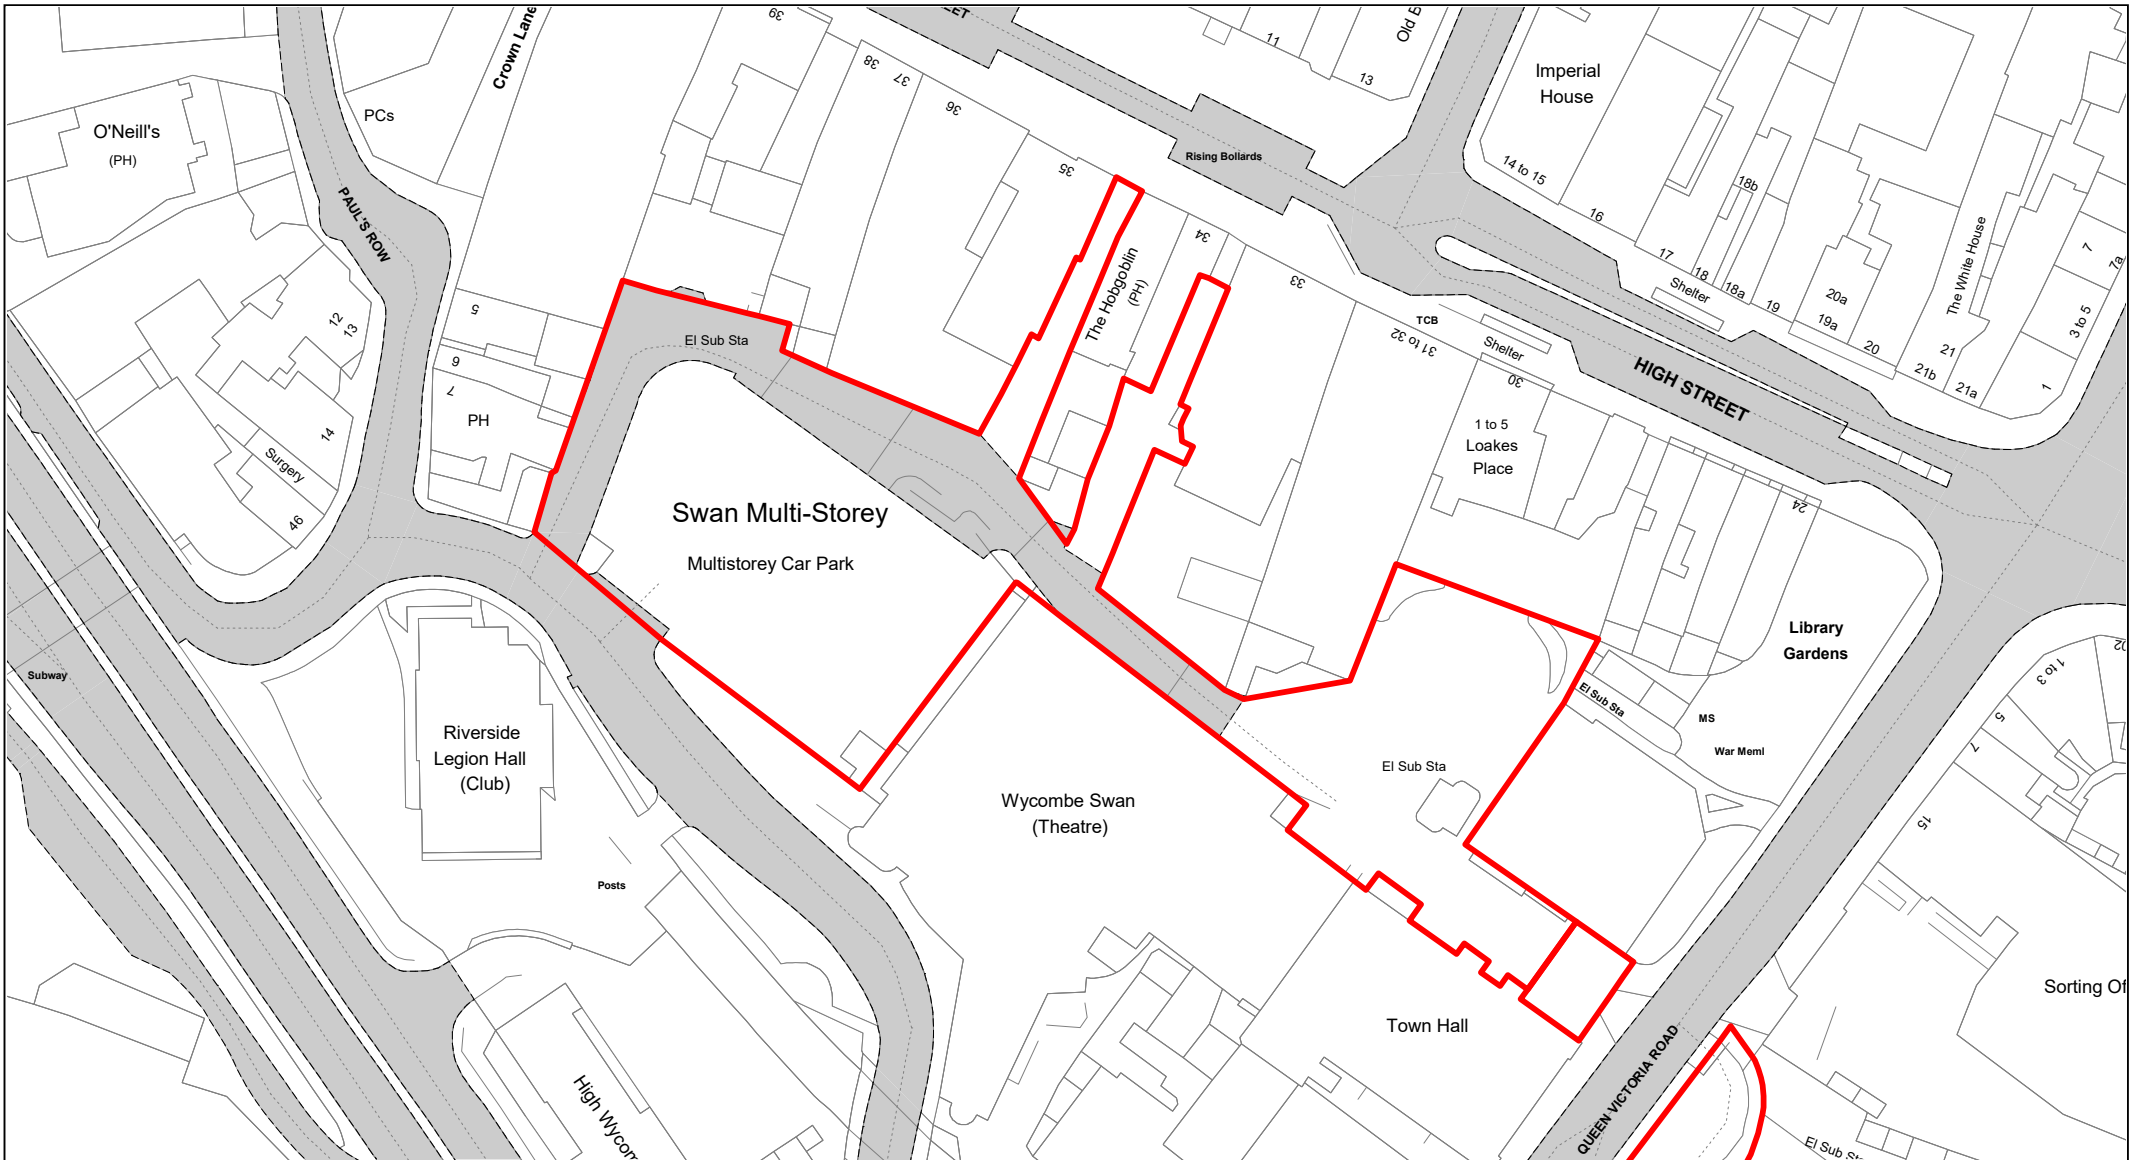 Crown Lane
39
EET
11
13
Old B
Imperial
House
O'Neill's
(PH)
PCs
38
37
36
35
Rising Bollards
14 to 15
16
17
18
18a
18b
19
20a
19a
20
The White House
21
21b
21a
7
7a
3 to 5
1
PAUL'S ROW
12
13
14
Surgery
46
5
6
7
PH
El Sub Sta
The Hobgoblin
(PH)
34
33
TCB
31 to 32
Shelter
Shelter
30
HIGH STREET
1 to 5
Loakes
Place
24
Swan Multi-Storey
Multistorey Car Park
Library
Gardens
El Sub Sta
MS
War Meml
02
1 to 3
5
7
15
Subway
Riverside
Legion Hall
(Club)
Posts
Wycombe Swan
(Theatre)
El Sub Sta
Town Hall
Sorting Of
QUEEN VICTORIA ROAD
El Sub Sta
High Wycom